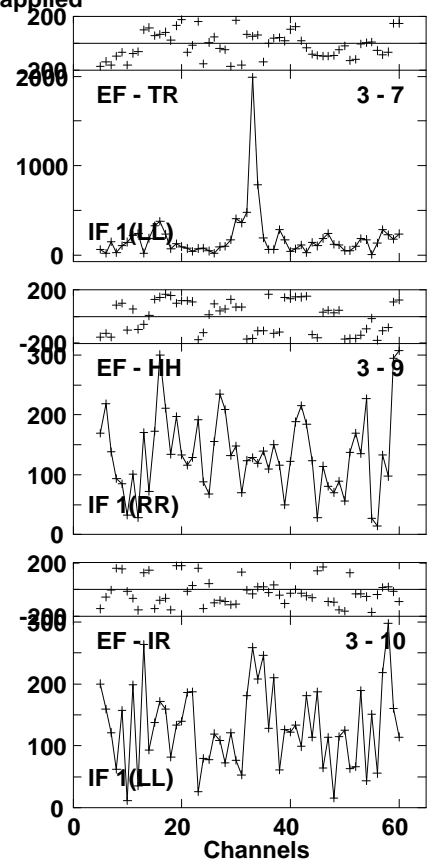 applied
200
-200
2000
EF - TR 3 - 7
1000
IF 1(LL)
0
200
-200
300
EF - HH 3 - 9
200
100
IF 1(RR)
0
200
-200
300
EF - IR 3 - 10
200
100
IF 1(LL)
0
0 20 40 60
Channels